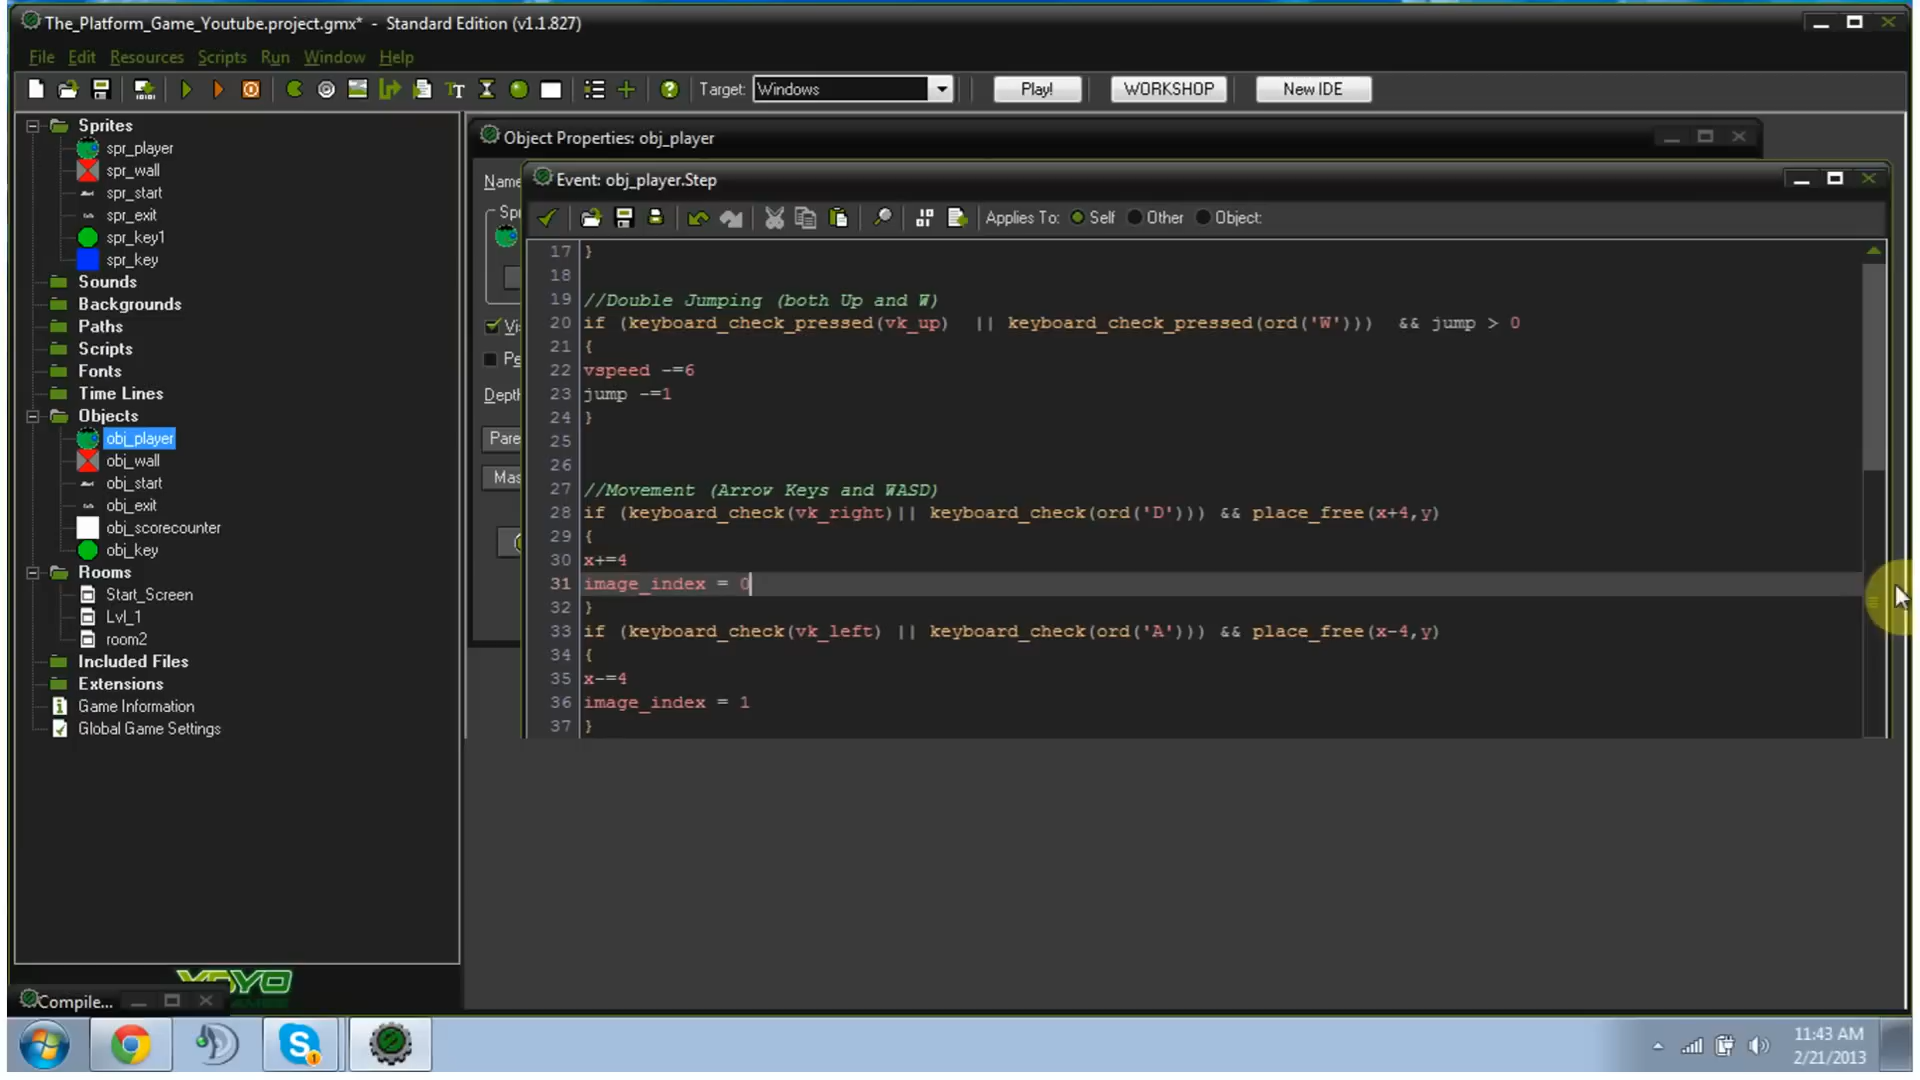 The_Platform_Game_Youtube.project.gmx* - Standard Edition (v1.1.827)
File Edit Resources Scripts Run Window Help
Target: Windows Play! WORKSHOP New IDE
Sprites
spr_player
spr_wall
spr_start
spr_exit
spr_key1
spr_key
Sounds
Backgrounds
Paths
Scripts
Fonts
Time Lines
Objects
obj_player
obj_wall
obj_start
obj_exit
obj_scorecounter
obj_key
Rooms
Start_Screen
Lvl_1
room2
Included Files
Extensions
Game Information
Global Game Settings
YOYO
Compile...
Object Properties: obj_player
Name
Event: obj_player.Step
Applies To: Self Other Object:
17 }
18
19 //Double Jumping (both Up and W)
20 if (keyboard_check_pressed(vk_up) || keyboard_check_pressed(ord('W'))) && jump > 0
21 {
22 vspeed -=6
23 jump -=1
24 }
25
26
27 //Movement (Arrow Keys and WASD)
28 if (keyboard_check(vk_right)|| keyboard_check(ord('D'))) && place_free(x+4,y)
29 {
30 x+=4
31 image_index = 0
32 }
33 if (keyboard_check(vk_left) || keyboard_check(ord('A'))) && place_free(x-4,y)
34 {
35 x-=4
36 image_index = 1
37 }
11:43 AM
2/21/2013